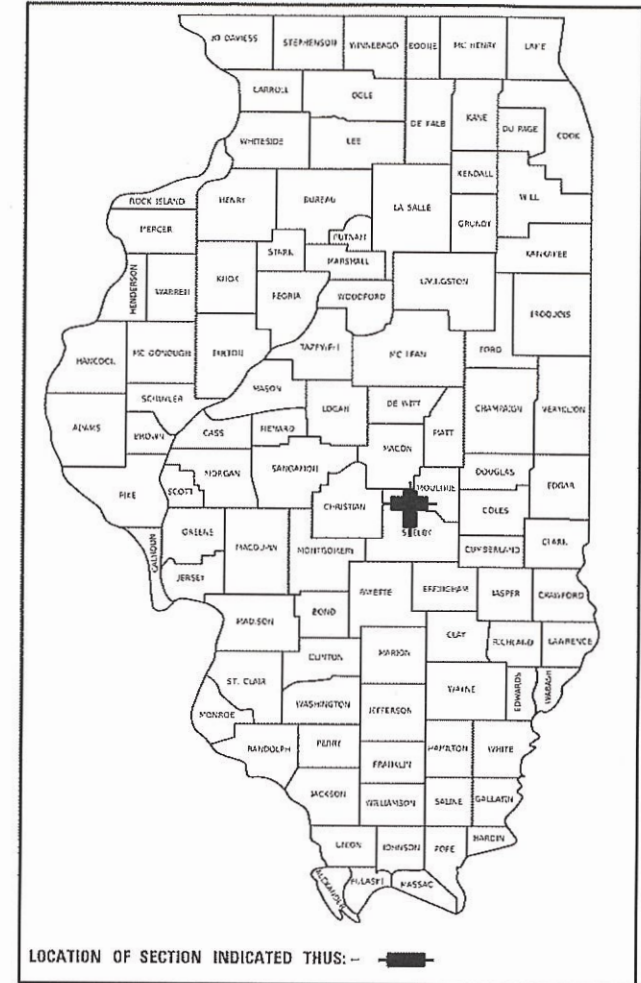 JO DAVIESS STEPHENSON WINNEBAGO BOONE MC HENRY LAKE
CARROLL OGLE DE KALB KANE DU PAGE COOK
WHITESIDE LEE KENDALL WILL
ROCK ISLAND HENRY BUREAU LA SALLE GRUNDY
MERCER PUTNAM KANKAKEE
HENDERSON WARREN KNOX STARK MARSHALL LIVINGSTON
PEORIA WOODFORD IROQUOIS
HANCOCK MC DONOUGH FULTON TAZEWELL MC LEAN FORD
SCHUYLER MASON LOGAN DE WITT CHAMPAIGN VERMILION
ADAMS BROWN CASS MENARD MACON PIATT
PIKE SCOTT MORGAN SANGAMON MOULTRIE DOUGLAS EDGAR
CHRISTIAN COLES
CALHOUN GREENE MACOUPIN MONTGOMERY SHELBY CUMBERLAND CLARK
JERSEY FAYETTE EFFINGHAM JASPER CRAWFORD
MADISON BOND CLAY RICHLAND LAWRENCE
CLINTON MARION
ST. CLAIR WASHINGTON JEFFERSON WAYNE EDWARDS WABASH
MONROE
RANDOLPH PERRY HAMILTON WHITE
FRANKLIN
JACKSON WILLIAMSON SALINE GALLATIN
UNION JOHNSON POPE HARDIN
ALEXANDER PULASKI MASSAC
LOCATION OF SECTION INDICATED THUS: -